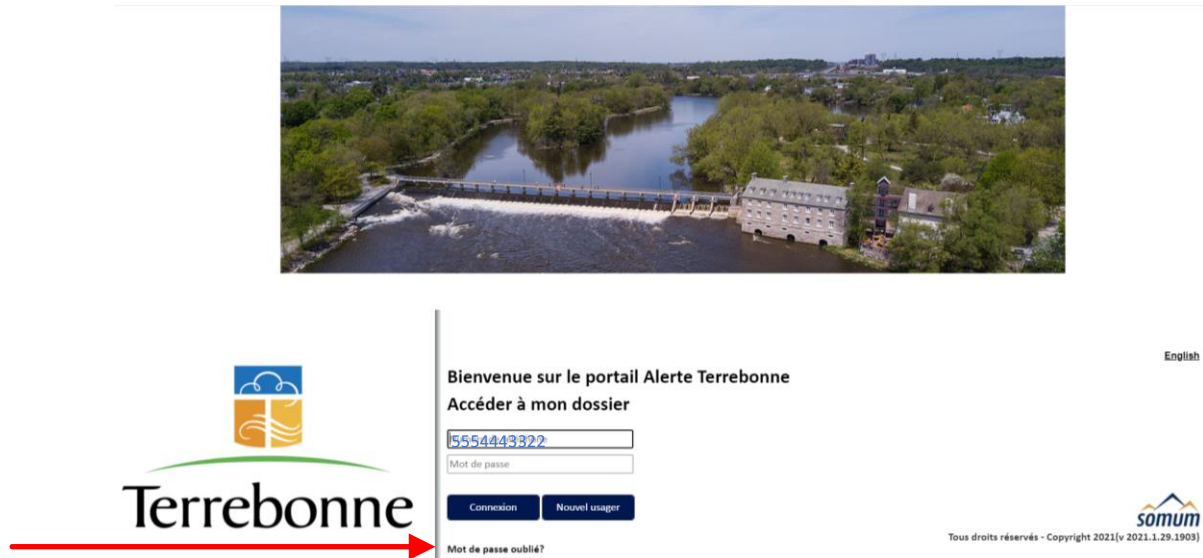 English
Bienvenue sur le portail Alerte Terrebonne
Accéder à mon dossier
5554443322
Mot de passe
Terrebonne
Connexion
Nouvel usager
somum
Tous droits réservés - Copyright 2021(v 2021.1.29.1903)
Mot de passe oublié?